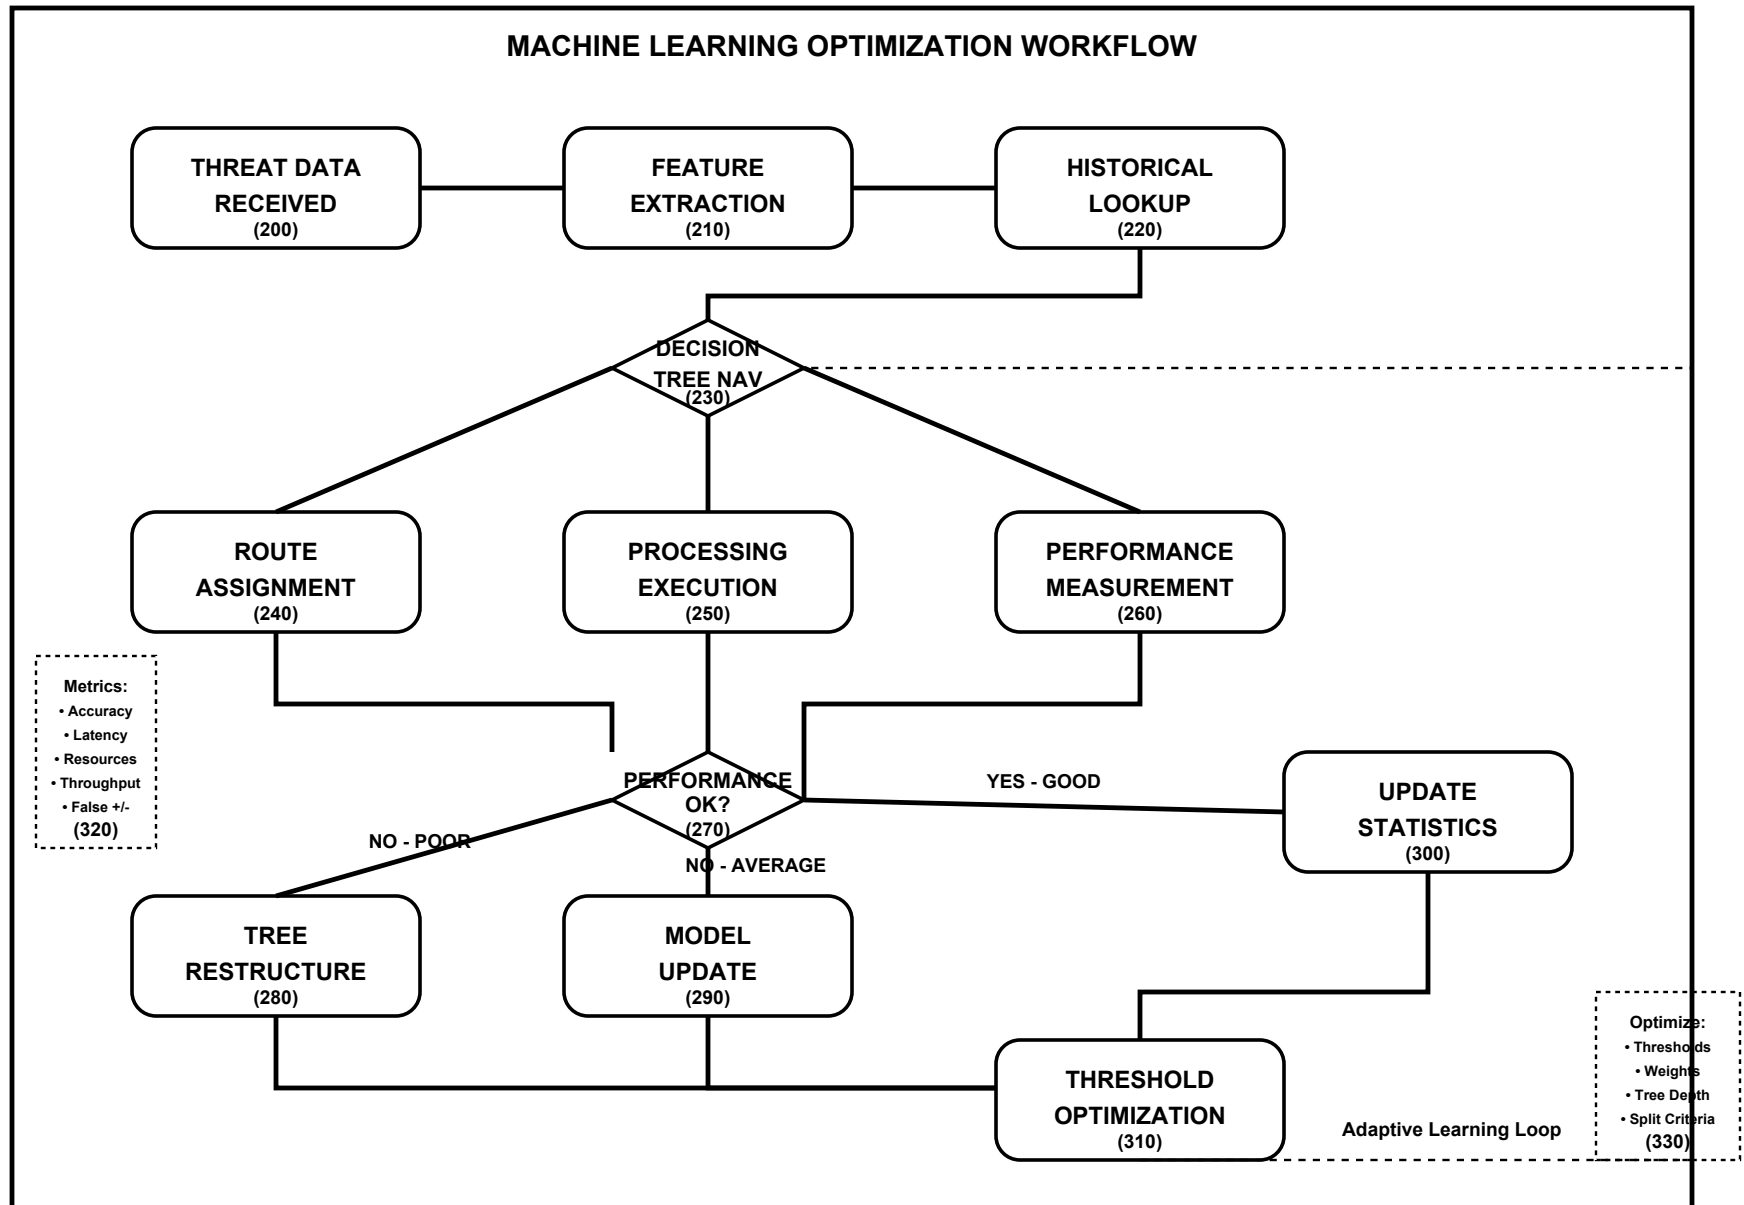 MACHINE LEARNING OPTIMIZATION WORKFLOW
THREAT DATA
RECEIVED
(200)
FEATURE
EXTRACTION
(210)
HISTORICAL
LOOKUP
(220)
DECISION
TREE NAV
(230)
ROUTE
ASSIGNMENT
(240)
PROCESSING
EXECUTION
(250)
PERFORMANCE
MEASUREMENT
(260)
Metrics:
• Accuracy
• Latency
• Resources
• Throughput
• False +/-
(320)
PERFORMANCE
OK?
(270)
YES - GOOD
NO - POOR
NO - AVERAGE
UPDATE
STATISTICS
(300)
TREE
RESTRUCTURE
(280)
MODEL
UPDATE
(290)
THRESHOLD
OPTIMIZATION
(310)
Adaptive Learning Loop
Optimize:
• Thresholds
• Weights
• Tree Depth
• Split Criteria
(330)